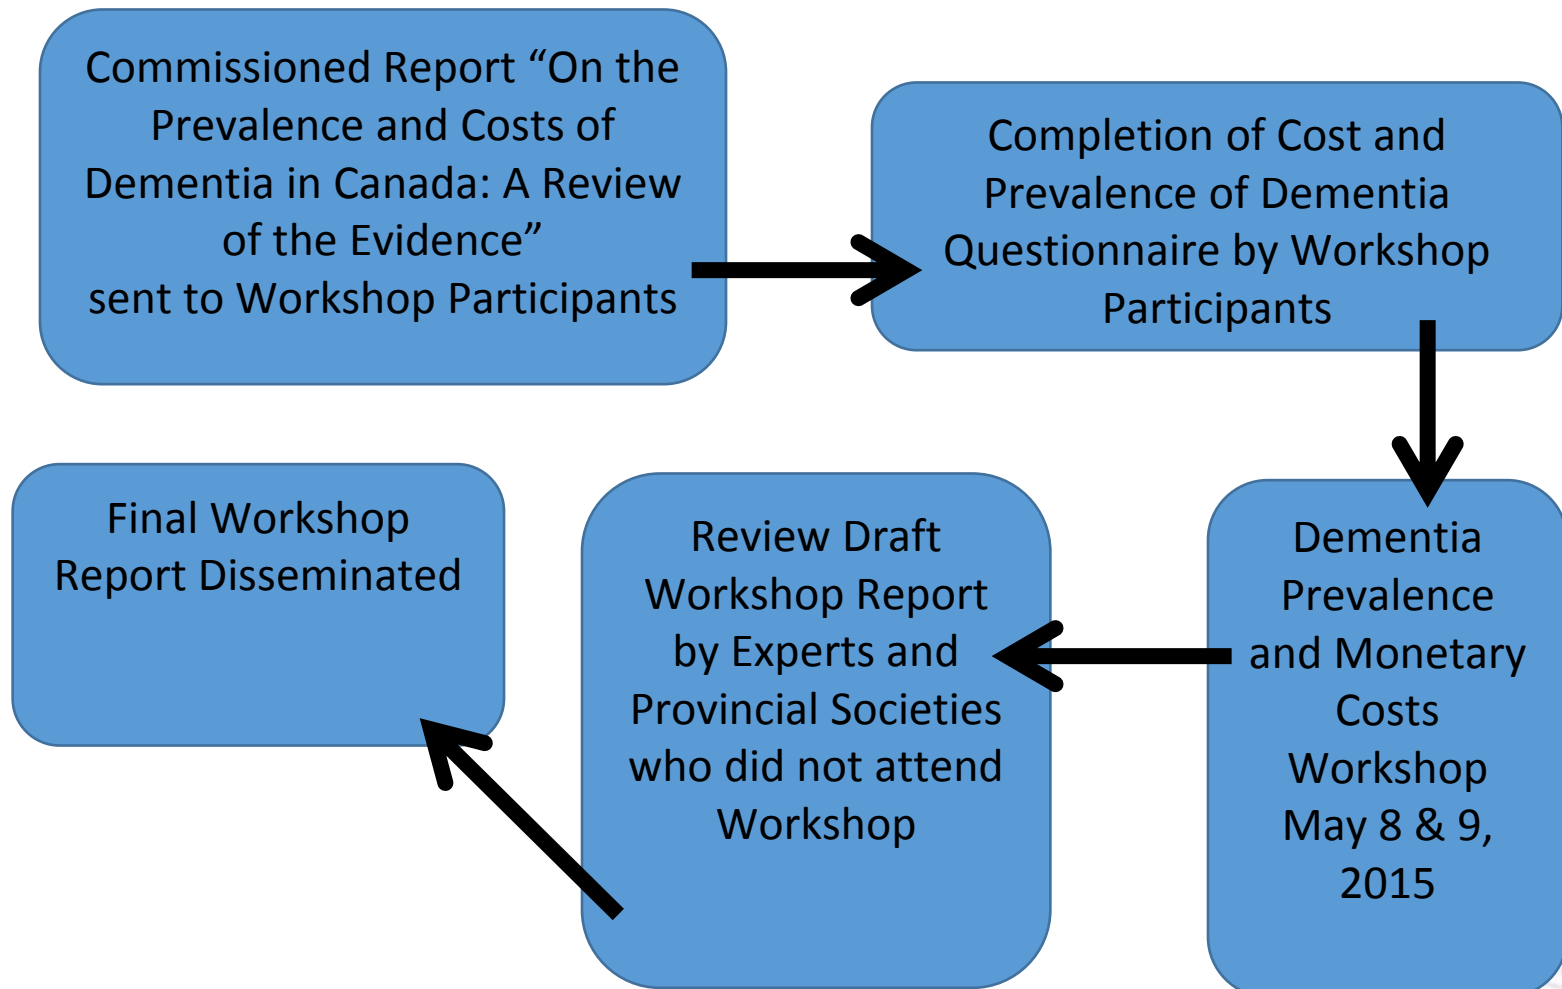 Commissioned Report “On the
Prevalence and Costs of
Dementia in Canada: A Review
of the Evidence”
sent to Workshop Participants
Completion of Cost and
Prevalence of Dementia
Questionnaire by Workshop
Participants
Dementia
Prevalence
and Monetary
Costs
Workshop
May 8 & 9,
2015
Review Draft
Workshop Report
by Experts and
Provincial Societies
who did not attend
Workshop
Final Workshop
Report Disseminated